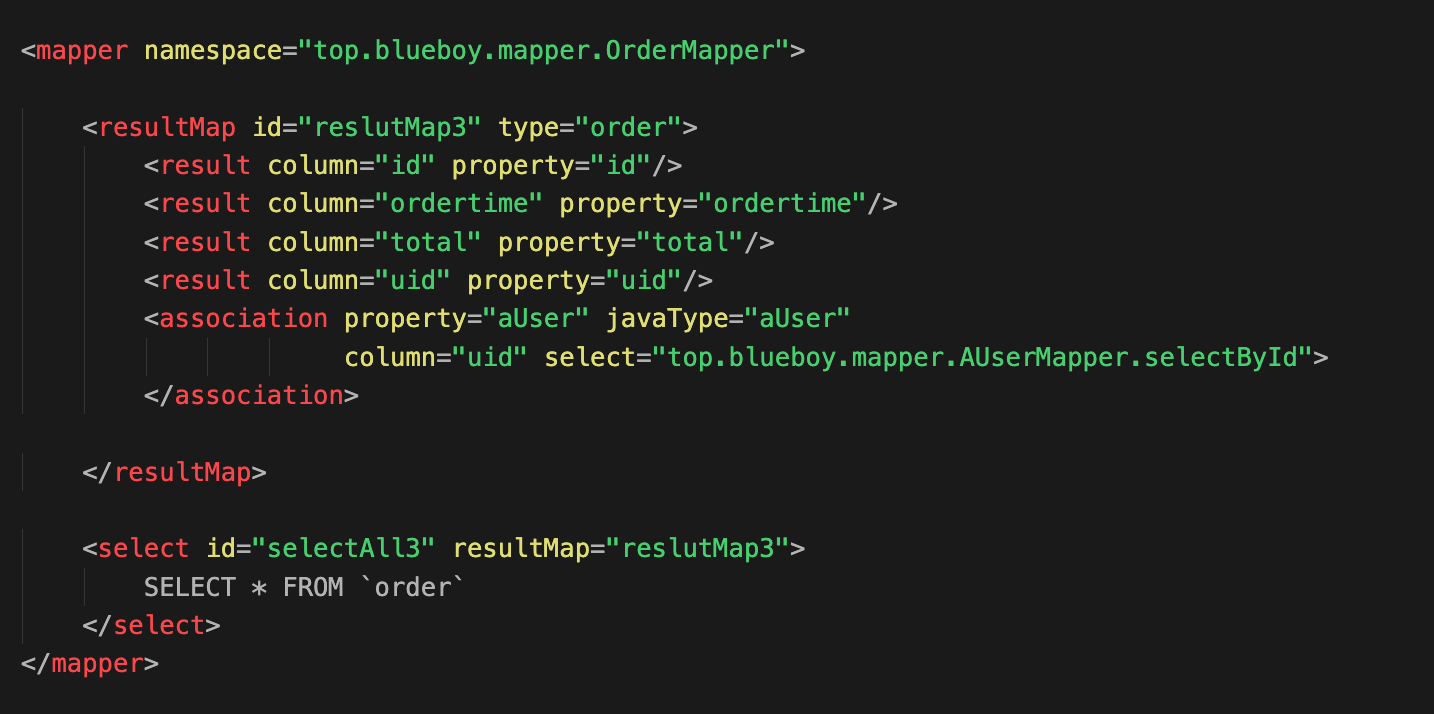 <mapper namespace="top.blueboy.mapper.OrderMapper">
<resultMap id="reslutMap3" type="order">
<result column="id" property="id"/>
<result column="ordertime" property="ordertime"/>
<result column="total" property="total"/>
<result column="uid" property="uid"/>
<association property="aUser" javaType="aUser"
column="uid" select="top.blueboy.mapper.AUserMapper.selectById">
</association>
</resultMap>
<select id="selectAll3" resultMap="reslutMap3">
SELECT * FROM `order`
</select>
</mapper>